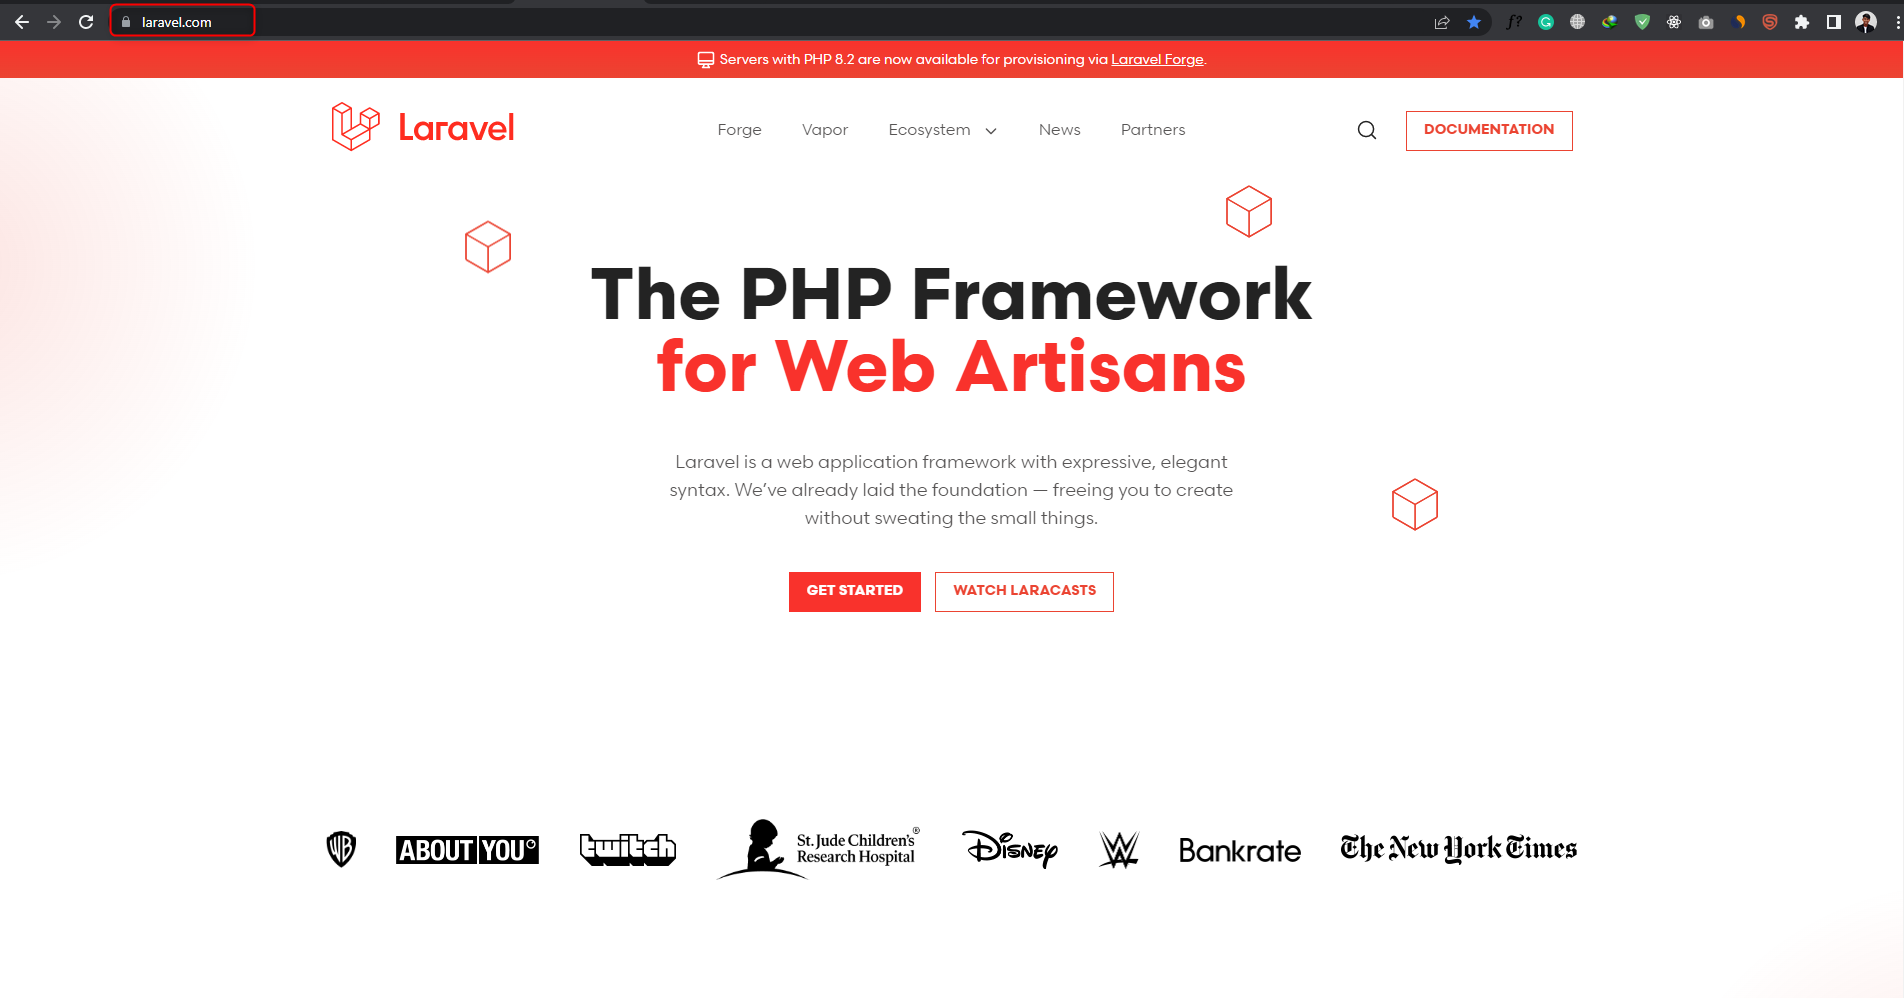 laravel.com
Servers with PHP 8.2 are now available for provisioning via Laravel Forge.
Laravel
Forge Vapor Ecosystem News Partners
DOCUMENTATION
The PHP Framework
for Web Artisans
Laravel is a web application framework with expressive, elegant
syntax. We’ve already laid the foundation — freeing you to create
without sweating the small things.
GET STARTED WATCH LARACASTS
WB
ABOUT YOU°
twitch
St. Jude Children's®
Research Hospital
Disney
W
Bankrate
The New York Times
f?